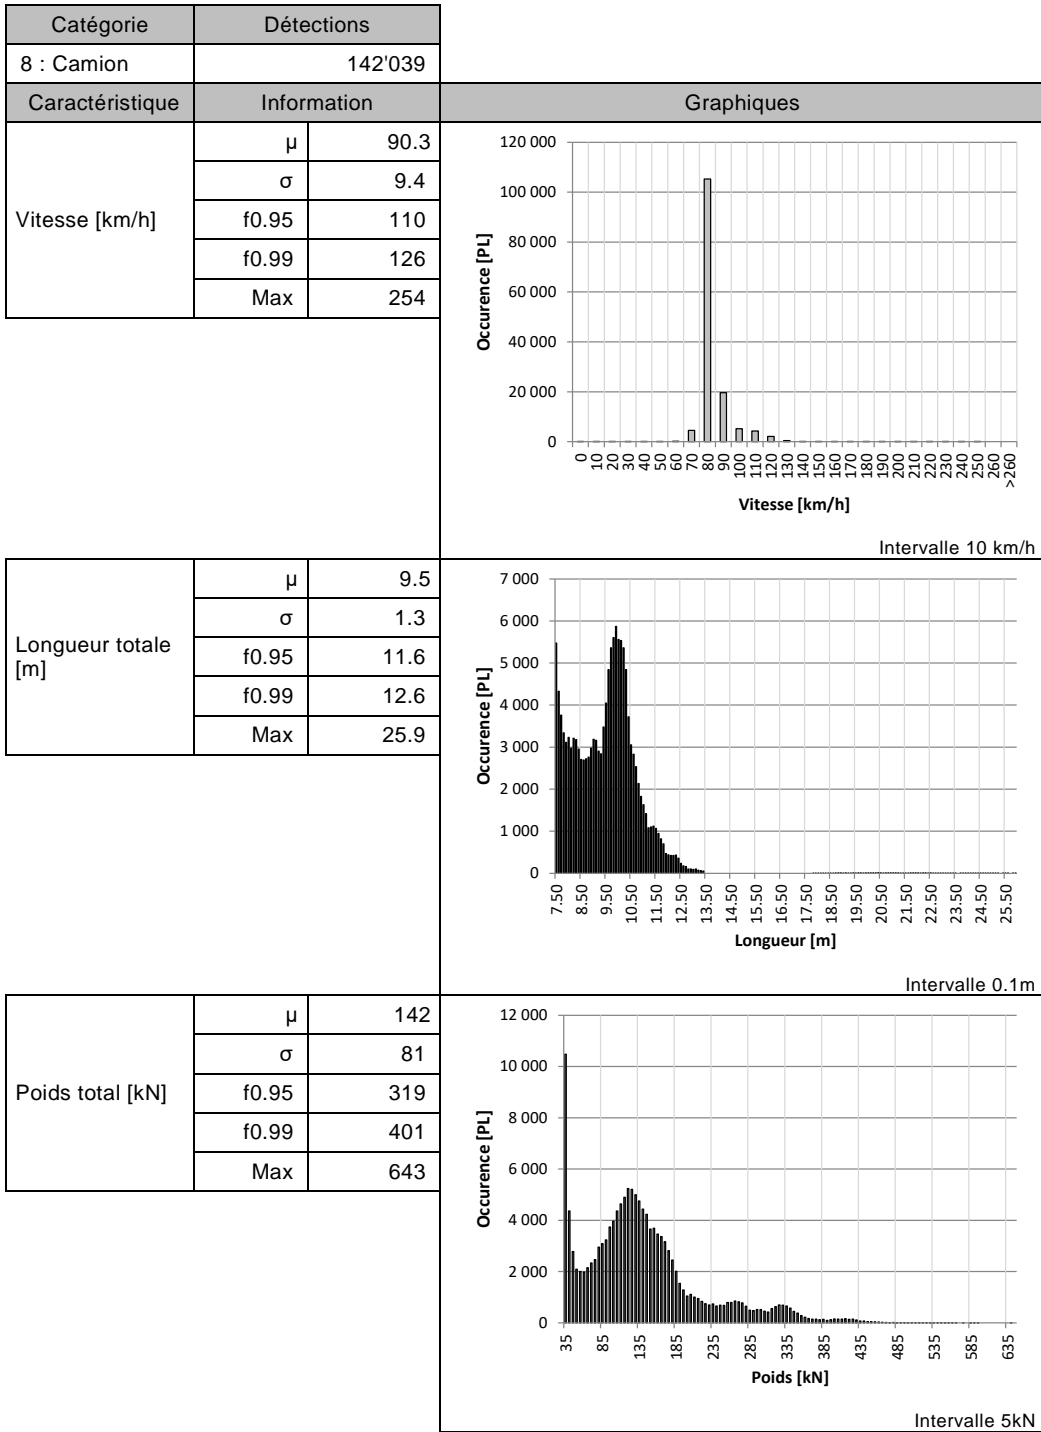 Catégorie Détections
8 : Camion 142'039
Caractéristique Information Graphiques
Vitesse [km/h]
µ 90.3
σ 9.4
f0.95 110
f0.99 126
Max 254
120 000
100 000
80 000
60 000
40 000
20 000
0
Occurence [PL]
0 10 20 30 40 50 60 70 80 90 100 110 120 130 140 150 160 170 180 190 200 210 220 230 240 250 260 >260
Vitesse [km/h]
Intervalle 10 km/h
Longueur totale
[m]
µ 9.5
σ 1.3
f0.95 11.6
f0.99 12.6
Max 25.9
7 000
6 000
5 000
4 000
3 000
2 000
1 000
0
Occurence [PL]
7.50 8.50 9.50 10.50 11.50 12.50 13.50 14.50 15.50 16.50 17.50 18.50 19.50 20.50 21.50 22.50 23.50 24.50 25.50
Longueur [m]
Intervalle 0.1m
Poids total [kN]
µ 142
σ 81
f0.95 319
f0.99 401
Max 643
12 000
10 000
8 000
6 000
4 000
2 000
0
Occurence [PL]
35 85 135 185 235 285 335 385 435 485 535 585 635
Poids [kN]
Intervalle 5kN